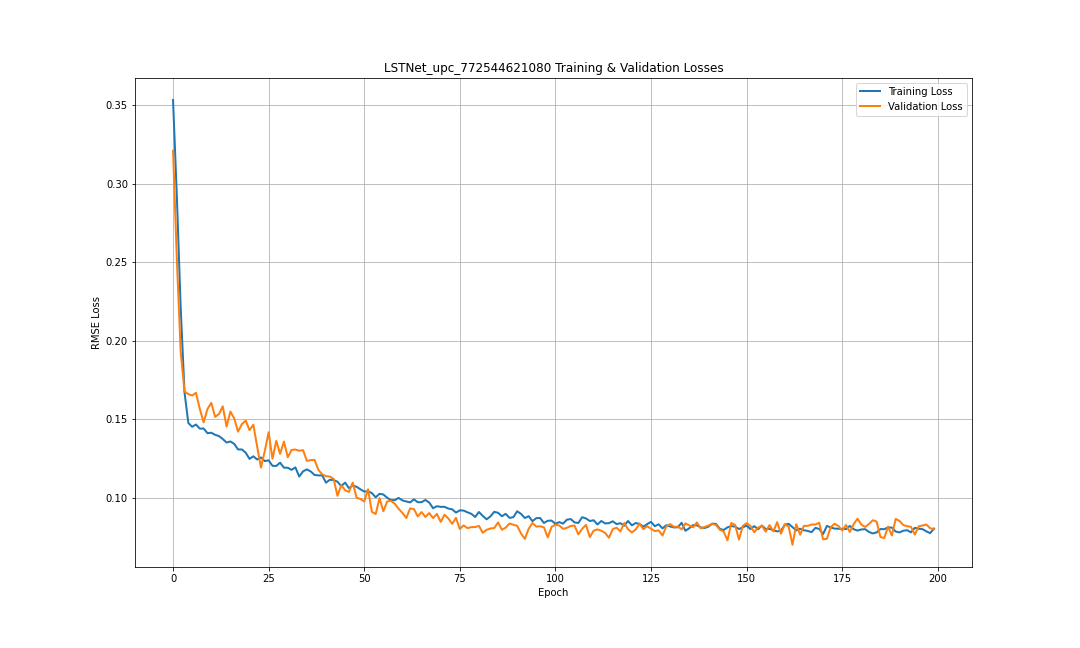 LSTNet_upc_772544621080 Training & Validation Losses
Training Loss
Validation Loss
0.35
0.30
0.25
0.20
0.15
0.10
RMSE Loss
0 25 50 75 100 125 150 175 200
Epoch